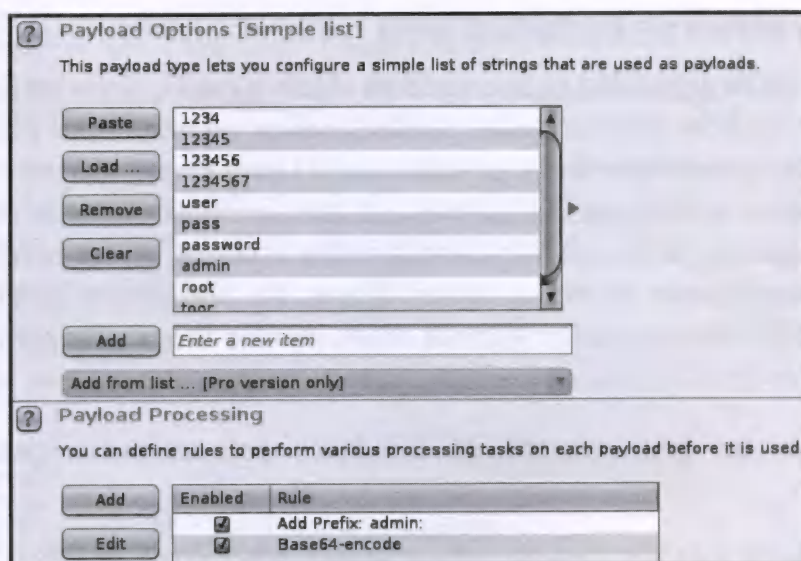 ? Payload Options [Simple list]
This payload type lets you configure a simple list of strings that are used as payloads.
Paste
1234
12345
Load ...
123456
1234567
Remove
user
pass
Clear
password
admin
root
toor
Add
Enter a new item
Add from list ... [Pro version only]
? Payload Processing
You can define rules to perform various processing tasks on each payload before it is used
Add
Enabled Rule
Add Prefix: admin:
Edit
Base64-encode